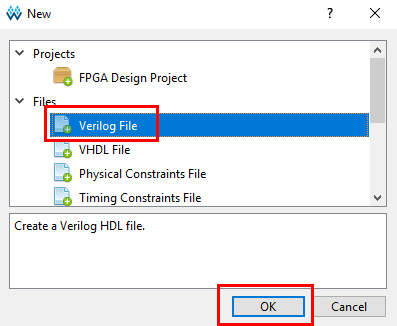 New
?
Projects
FPGA Design Project
Files
Verilog File
VHDL File
Physical Constraints File
Timing Constraints File
Create a Verilog HDL file.
OK Cancel